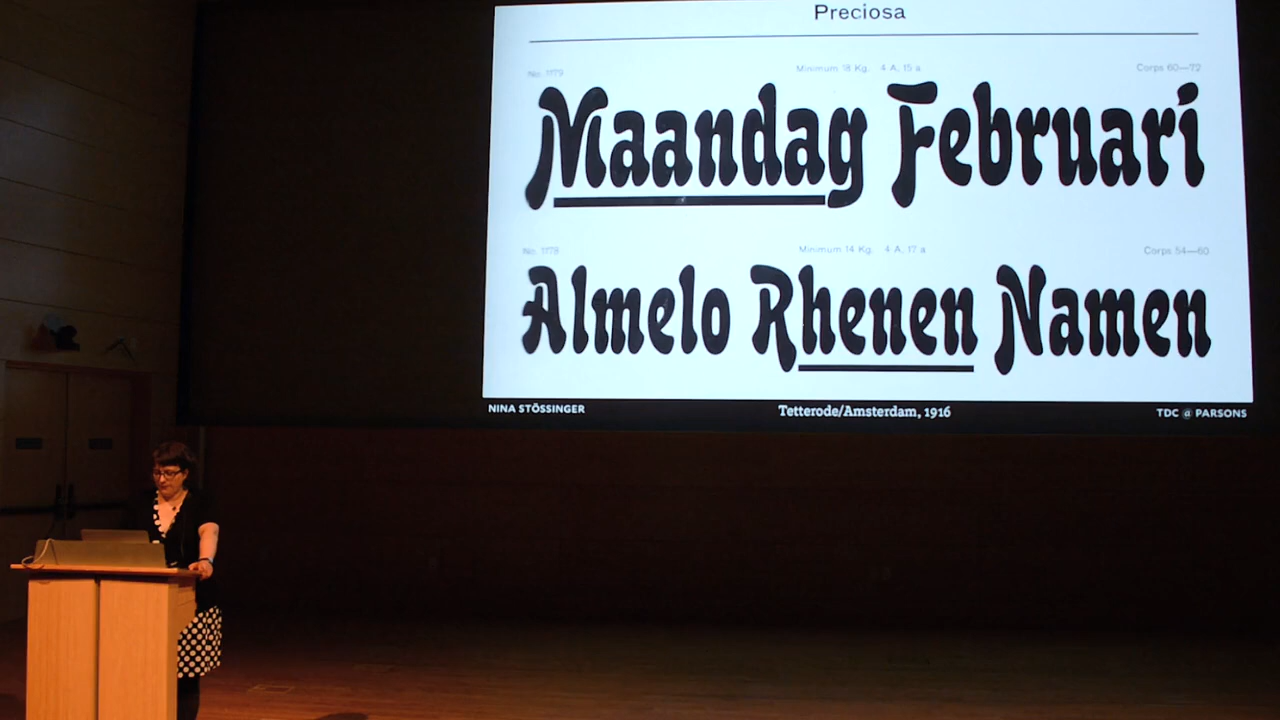 Preciosa
No. 1179 Minimum 18 Kg. 4 A, 15 a Corps 60—72
Maandag Februari
No. 1178 Minimum 14 Kg. 4 A, 17 a Corps 54—60
Almelo Rhenen Namen
NINA STÖSSINGER Tetterode/Amsterdam, 1916 TDC @ PARSONS